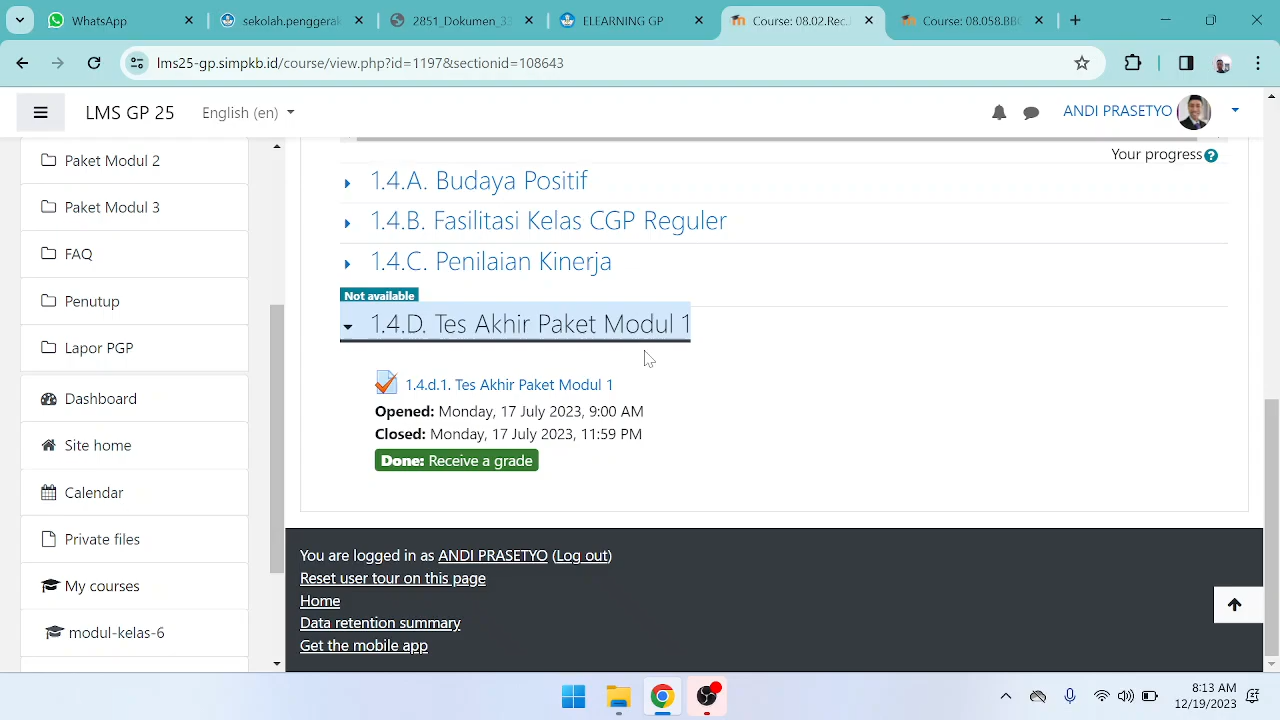 WhatsApp
sekolah.penggerak
2851_Dokumen_33
ELEARNING GP
Course: 08.02.Rec.
Course: 08.058.BB
lms25-gp.simpkb.id/course/view.php?id=1197&sectionid=108643
LMS GP 25
English (en)
ANDI PRASETYO
Paket Modul 2
Paket Modul 3
FAQ
Penutup
Lapor PGP
Dashboard
Site home
Calendar
Private files
My courses
modul-kelas-6
Your progress
1.4.A. Budaya Positif
1.4.B. Fasilitasi Kelas CGP Reguler
1.4.C. Penilaian Kinerja
Not available
1.4.D. Tes Akhir Paket Modul 1
1.4.d.1. Tes Akhir Paket Modul 1
Opened: Monday, 17 July 2023, 9:00 AM
Closed: Monday, 17 July 2023, 11:59 PM
Done: Receive a grade
You are logged in as ANDI PRASETYO (Log out)
Reset user tour on this page
Home
Data retention summary
Get the mobile app
8:13 AM
12/19/2023